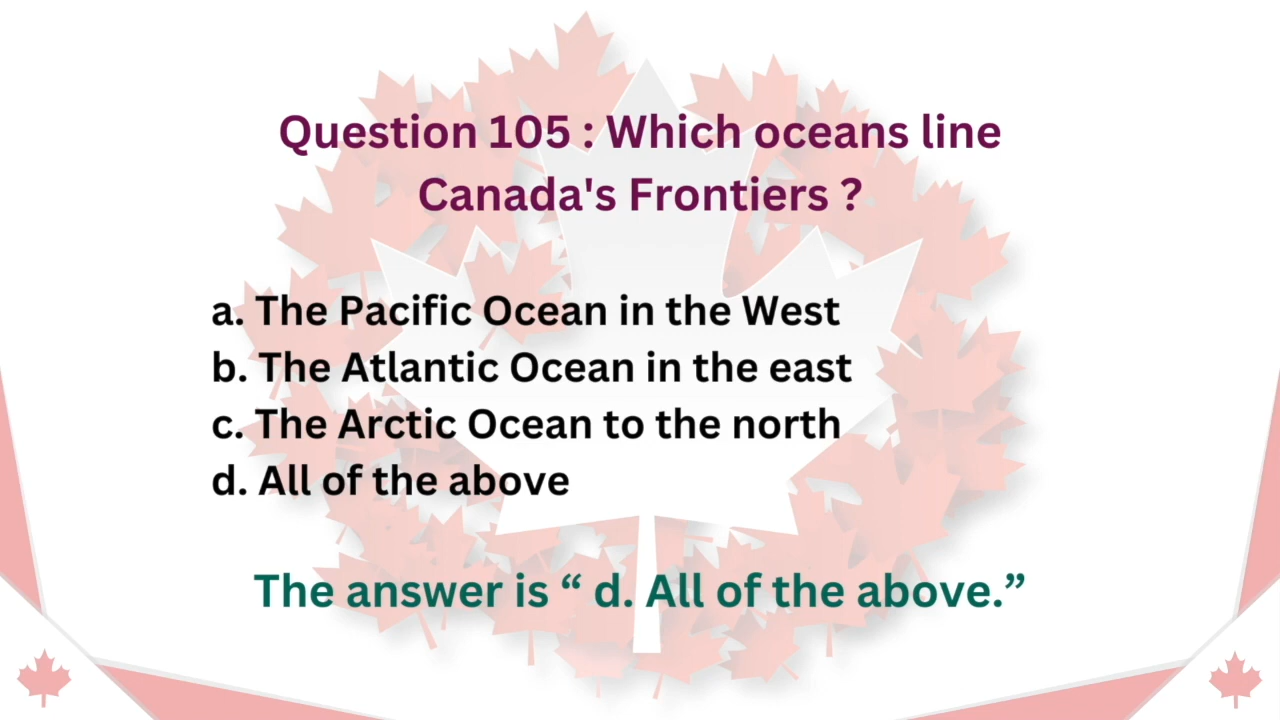 Question 105 : Which oceans line
Canada's Frontiers ?
a. The Pacific Ocean in the West
b. The Atlantic Ocean in the east
c. The Arctic Ocean to the north
d. All of the above
The answer is “ d. All of the above.”